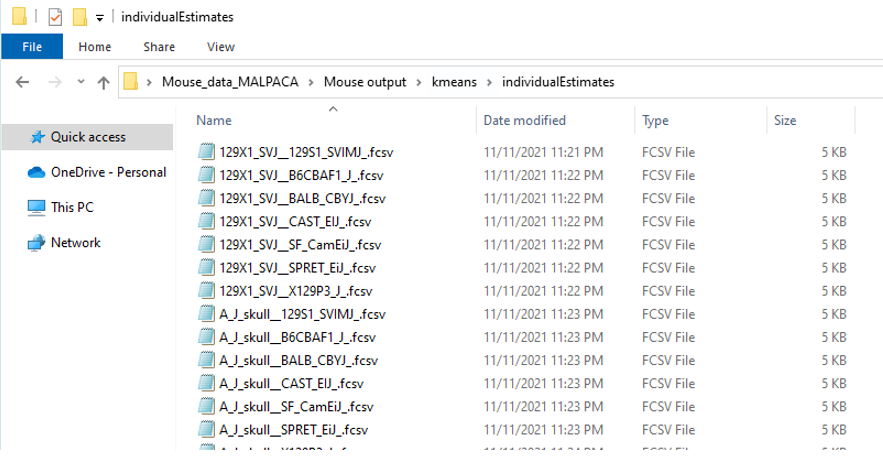 individualEstimates
File Home Share View
Mouse_data_MALPACA Mouse output kmeans individualEstimates
Name Date modified Type Size
Quick access
OneDrive - Personal
This PC
Network
129X1_SVJ__129S1_SVIMJ_.fcsv 11/11/2021 11:21 PM FCSV File 5 KB
129X1_SVJ__B6CBAF1_J_.fcsv 11/11/2021 11:22 PM FCSV File 5 KB
129X1_SVJ__BALB_CBYJ_.fcsv 11/11/2021 11:22 PM FCSV File 5 KB
129X1_SVJ__CAST_EIJ_.fcsv 11/11/2021 11:22 PM FCSV File 5 KB
129X1_SVJ__SF_CamEiJ_.fcsv 11/11/2021 11:22 PM FCSV File 5 KB
129X1_SVJ__SPRET_EiJ_.fcsv 11/11/2021 11:22 PM FCSV File 5 KB
129X1_SVJ__X129P3_J_.fcsv 11/11/2021 11:22 PM FCSV File 5 KB
A_J_skull__129S1_SVIMJ_.fcsv 11/11/2021 11:23 PM FCSV File 5 KB
A_J_skull__B6CBAF1_J_.fcsv 11/11/2021 11:23 PM FCSV File 5 KB
A_J_skull__BALB_CBYJ_.fcsv 11/11/2021 11:23 PM FCSV File 5 KB
A_J_skull__CAST_EIJ_.fcsv 11/11/2021 11:23 PM FCSV File 5 KB
A_J_skull__SF_CamEiJ_.fcsv 11/11/2021 11:23 PM FCSV File 5 KB
A_J_skull__SPRET_EiJ_.fcsv 11/11/2021 11:23 PM FCSV File 5 KB